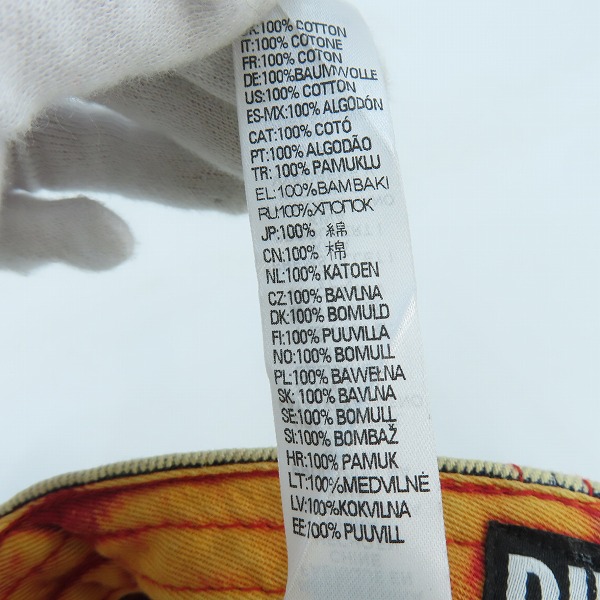 UK:100% COTTON
IT:100% COTONE
FR:100% COTON
DE:100%BAUMWOLLE
US:100% COTTON
ES-MX:100% ALGODÓN
CAT:100% COTÓ
PT:100% ALGODÃO
TR:100% PAMUKLU
EL:100%BAMBAKI
RU:100%ХЛОПОК
JP:100% 綿
CN:100% 棉
NL:100% KATOEN
CZ:100% BAVLNA
DK:100% BOMULD
FI:100% PUUVILLA
NO:100% BOMULL
PL:100% BAWEŁNA
SK:100% BAVLNA
SE:100% BOMULL
SI:100% BOMBAŽ
HR:100% PAMUK
LT:100%MEDVILNĖ
LV:100%KOKVILNA
EE:100% PUUVILL